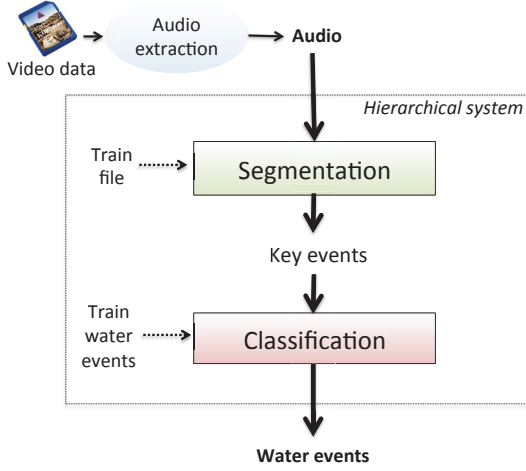 Audio
extraction
Audio
Video data
Hierarchical system
Train
file
Segmentation
Key events
Train
water
events
Classification
Water events